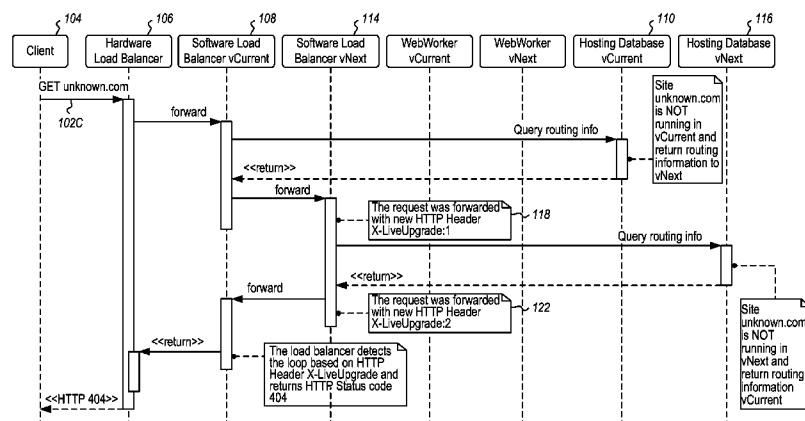 104
106
108
114
110
116
Client
Hardware
Load Balancer
Software Load
Balancer vCurrent
Software Load
Balancer vNext
WebWorker
vCurrent
WebWorker
vNext
Hosting Database
vCurrent
Hosting Database
vNext
GET unknown.com
102C
forward
Query routing info
Site
unknown.com
is NOT
running in
vCurrent and
return routing
information to
vNext
<<return>>
forward
The request was forwarded
with new HTTP Header
X-LiveUpgrade:1
118
Query routing info
<<return>>
forward
The request was forwarded
with new HTTP Header
X-LiveUpgrade:2
122
Site
unknown.com
is NOT
running in
vNext and
return routing
information
vCurrent
<<return>>
The load balancer detects
the loop based on HTTP
Header X-LiveUpgrade and
returns HTTP Status code
404
<<HTTP 404>>